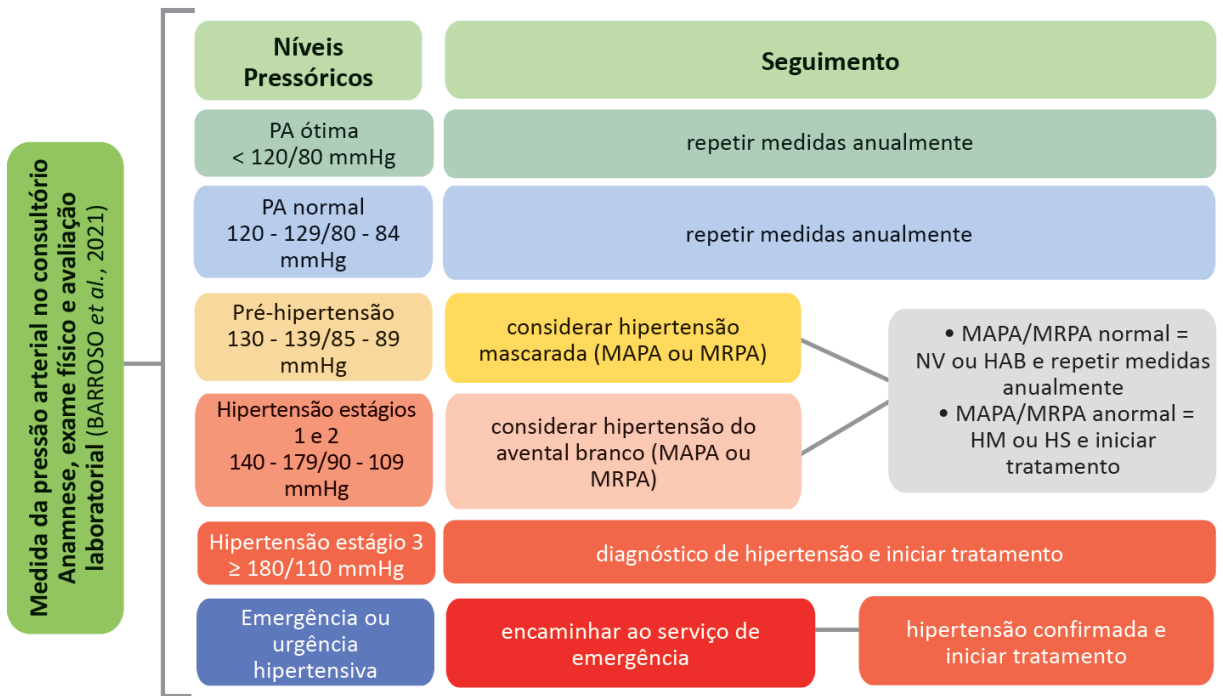 Medida da pressão arterial no consultório
Anamnese, exame físico e avaliação
laboratorial (BARROSO et al., 2021)
Níveis
Pressóricos
Seguimento
PA ótima
< 120/80 mmHg
repetir medidas anualmente
PA normal
120 - 129/80 - 84
mmHg
repetir medidas anualmente
Pré-hipertensão
130 - 139/85 - 89
mmHg
considerar hipertensão
mascarada (MAPA ou MRPA)
Hipertensão estágios
1 e 2
140 - 179/90 - 109
mmHg
considerar hipertensão do
avental branco (MAPA ou
MRPA)
• MAPA/MRPA normal =
NV ou HAB e repetir medidas
anualmente
• MAPA/MRPA anormal =
HM ou HS e iniciar
tratamento
Hipertensão estágio 3
≥ 180/110 mmHg
diagnóstico de hipertensão e iniciar tratamento
Emergência ou
urgência
hipertensiva
encaminhar ao serviço de
emergência
hipertensão confirmada e
iniciar tratamento